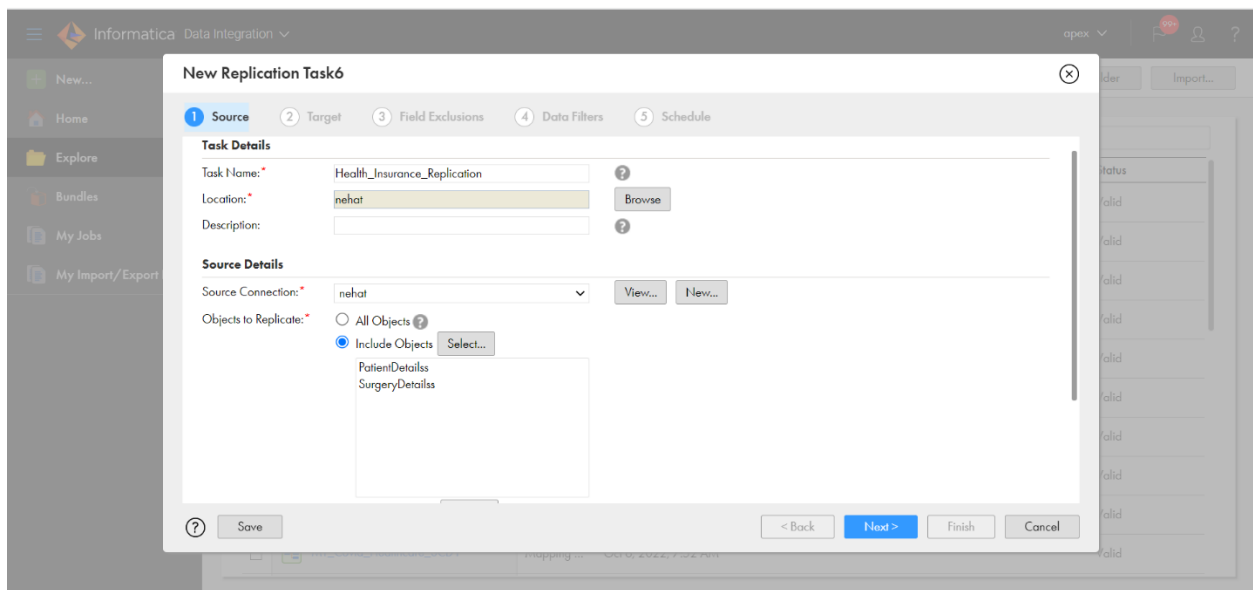 Informatica Data Integration
apex
99+
?
New...
Import...
Home
Explore
Bundles
My Jobs
My Import/Export
New Replication Task6
1 Source 2 Target 3 Field Exclusions 4 Data Filters 5 Schedule
Task Details
Task Name:* Health_Insurance_Replication ?
Location:* nehat Browse
Description: ?
Source Details
Source Connection:* nehat View... New...
Objects to Replicate:* All Objects ?
Include Objects Select...
PatientDetailss
SurgeryDetailss
? Save < Back Next > Finish Cancel